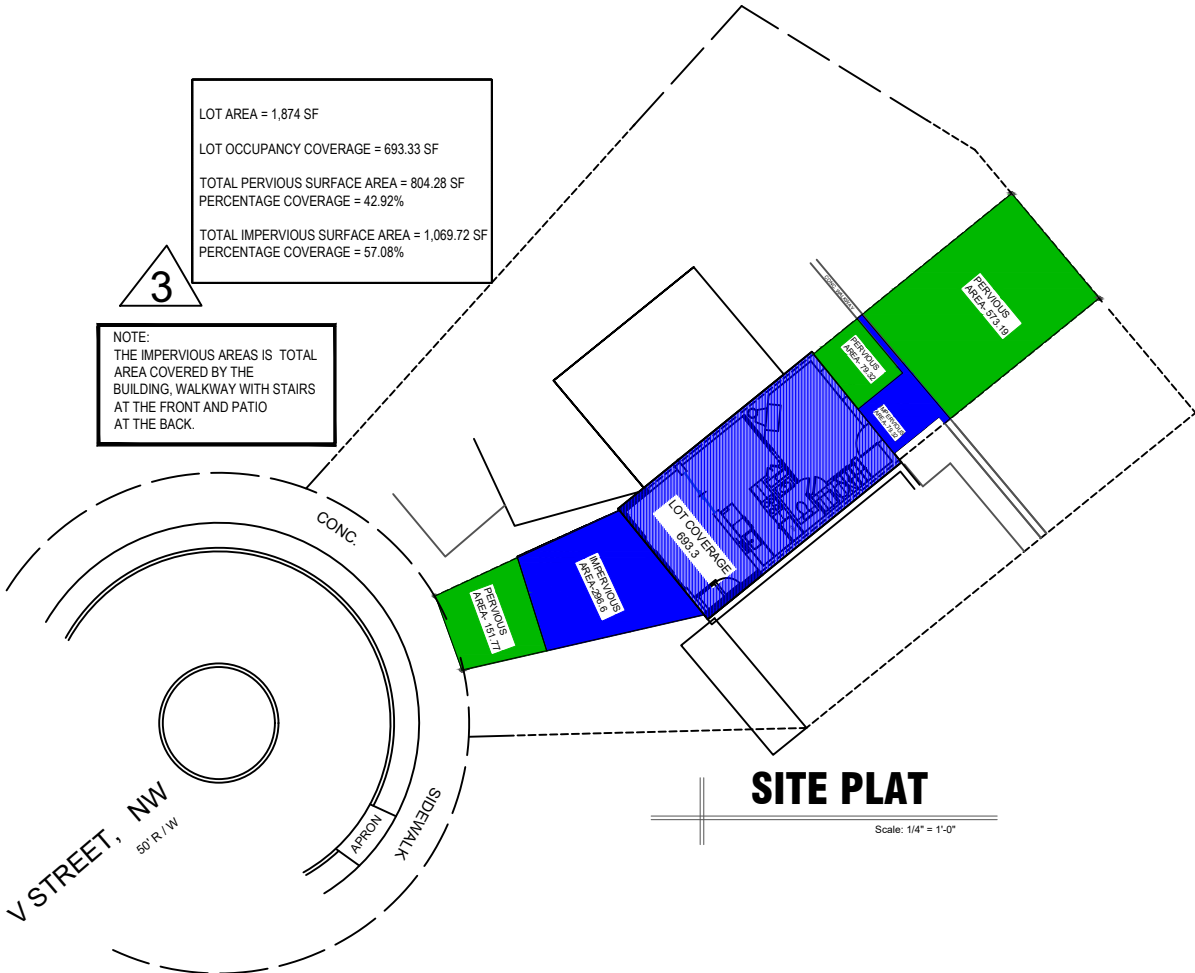 LOT AREA = 1,874 SF
LOT OCCUPANCY COVERAGE = 693.33 SF
TOTAL PERVIOUS SURFACE AREA = 804.28 SF
PERCENTAGE COVERAGE = 42.92%
TOTAL IMPERVIOUS SURFACE AREA = 1,069.72 SF
PERCENTAGE COVERAGE = 57.08%
3
NOTE:
THE IMPERVIOUS AREAS IS TOTAL
AREA COVERED BY THE
BUILDING, WALKWAY WITH STAIRS
AT THE FRONT AND PATIO
AT THE BACK.
PERVIOUS
AREA- 573.19
CONC. WALKWAY
PERVIOUS
AREA- 79.32
IMPERVIOUS
LOT COVERAGE
693.3
IMPERVIOUS
AREA-296.6
PERVIOUS
AREA- 151.77
CONC.
SIDEWALK
APRON
V STREET, NW
50' R / W
SITE PLAT
Scale: 1/4" = 1'-0"